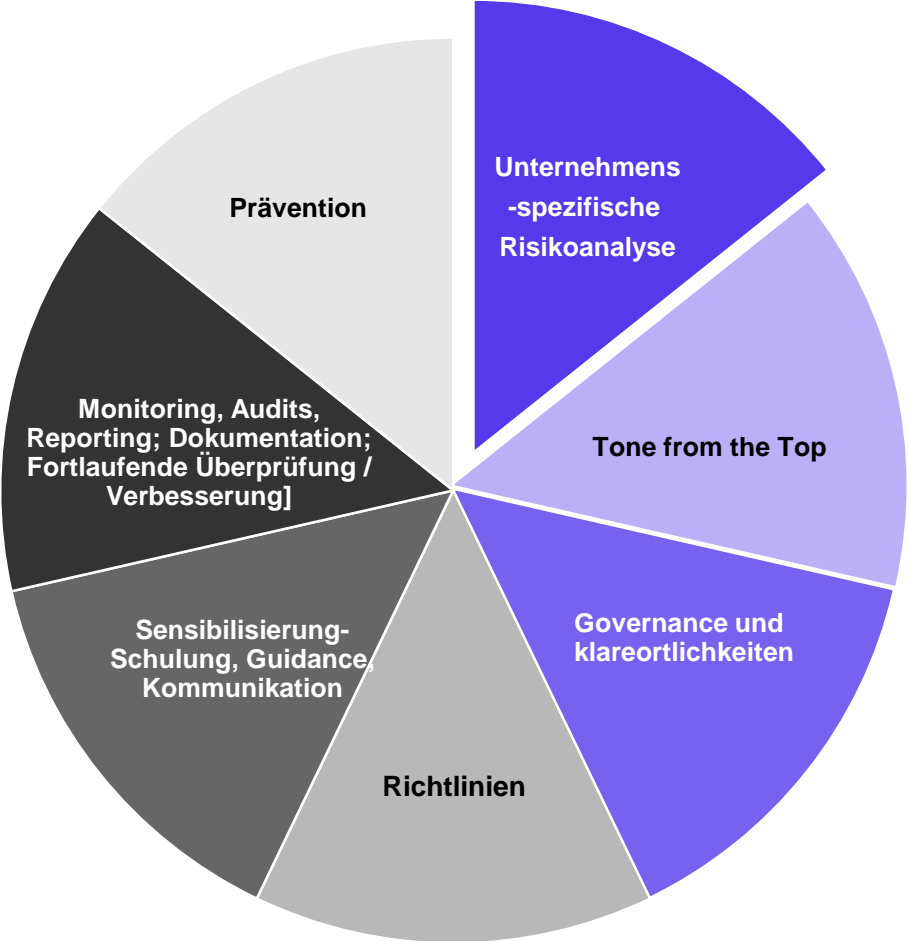 Unternehmens
-spezifische
Risikoanalyse
Tone from the Top
Governance und
klareortlichkeiten
Richtlinien
Sensibilisierung-
Schulung, Guidance,
Kommunikation
Monitoring, Audits,
Reporting; Dokumentation;
Fortlaufende Überprüfung /
Verbesserung]
Prävention